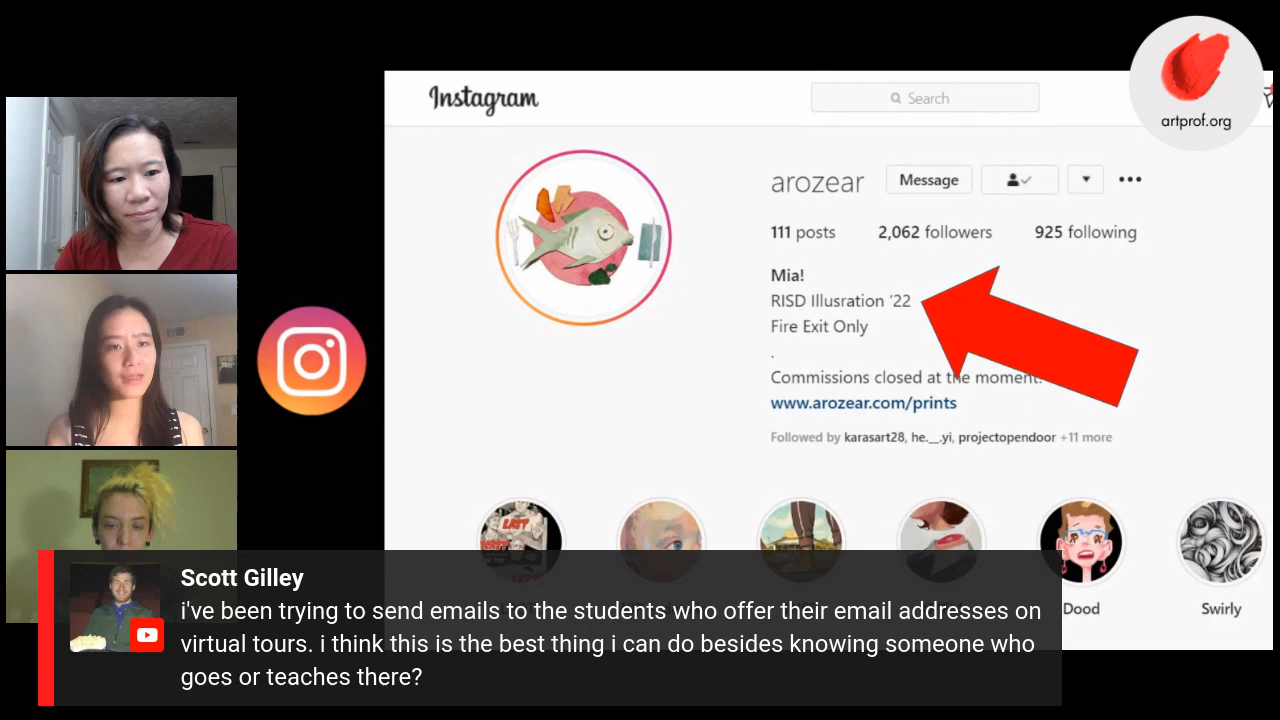 Instagram
Search
artprof.org
arozear
Message
111 posts 2,062 followers 925 following
Mia!
RISD Illusration '22
Fire Exit Only
.
Commissions closed at the moment.
www.arozear.com/prints
Followed by karasart28, he.__.yi, projectopendoor +11 more
LAST
Dood
Swirly
Scott Gilley
i've been trying to send emails to the students who offer their email addresses on
virtual tours. i think this is the best thing i can do besides knowing someone who
goes or teaches there?